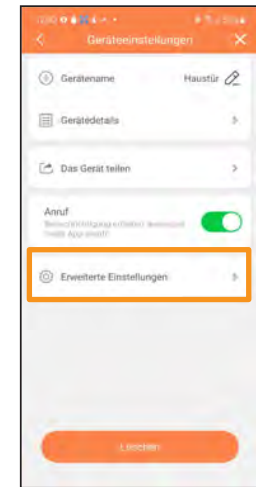 Geräteeinstellungen
Gerätename Haustür
Gerätedetails
Das Gerät teilen
Anruf
Erweiterte Einstellungen
Löschen